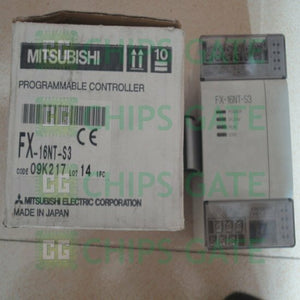 MITSUBISHI
10
PROGRAMMABLE CONTROLLER
FX-16NT-S3
CE
CODE 09K217 LOT 14 1PC
MITSUBISHI ELECTRIC CORPORATION
MADE IN JAPAN
FX-16NT-S3
CHIPS GATE
CHIPS GATE
CHIPS GATE